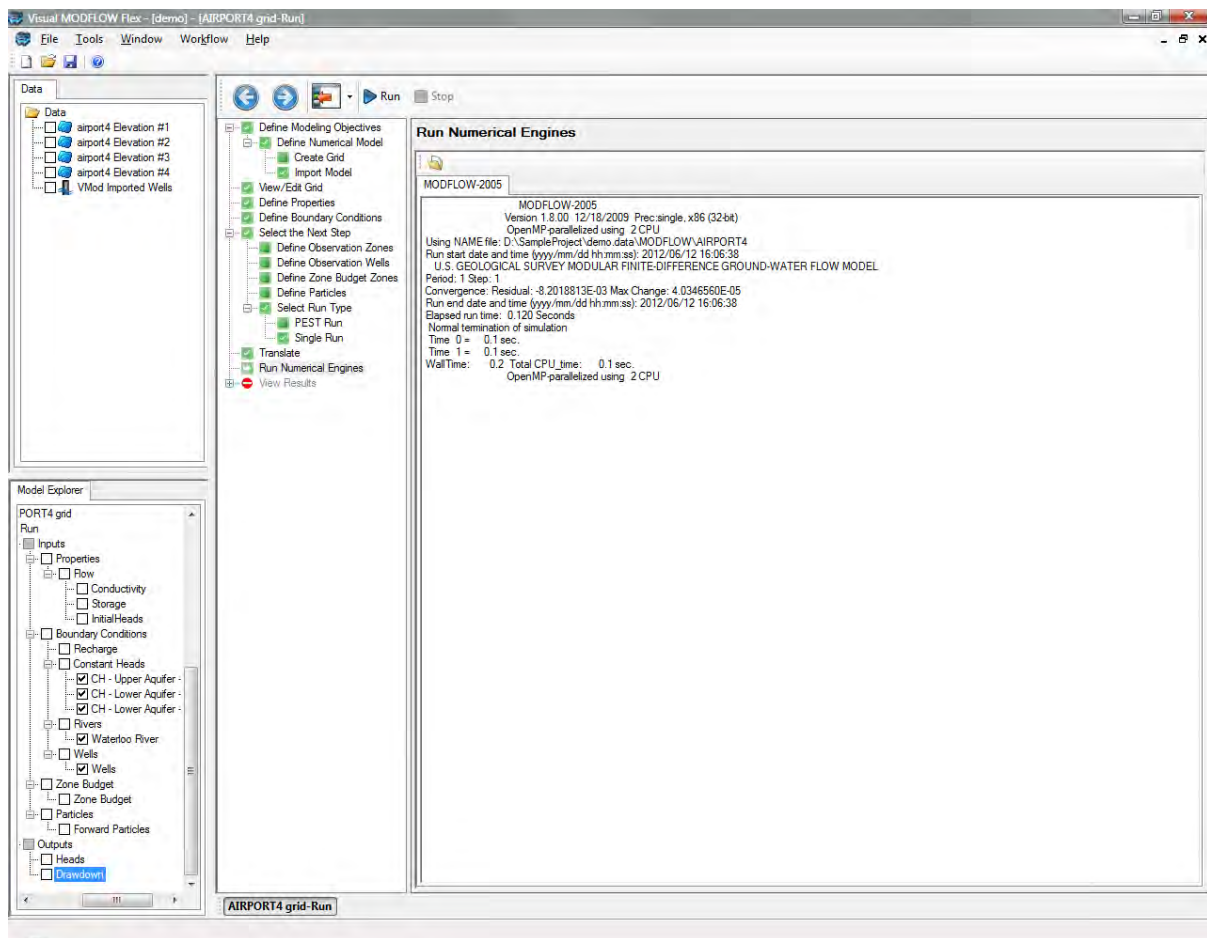 Visual MODFLOW Flex - [demo] - [AIRPORT4 grid-Run]
File Tools Window Workflow Help
Data
Data
airport4 Elevation #1
airport4 Elevation #2
airport4 Elevation #3
airport4 Elevation #4
VMod Imported Wells
Model Explorer
PORT4 grid
Run
Inputs
Properties
Flow
Conductivity
Storage
InitialHeads
Boundary Conditions
Recharge
Constant Heads
CH - Upper Aquifer -
CH - Lower Aquifer -
CH - Lower Aquifer -
Rivers
Waterloo River
Wells
Wells
Zone Budget
Zone Budget
Particles
Forward Particles
Outputs
Heads
Drawdown
Run Stop
Define Modeling Objectives
Define Numerical Model
Create Grid
Import Model
View/Edit Grid
Define Properties
Define Boundary Conditions
Select the Next Step
Define Observation Zones
Define Observation Wells
Define Zone Budget Zones
Define Particles
Select Run Type
PEST Run
Single Run
Translate
Run Numerical Engines
View Results
Run Numerical Engines
MODFLOW-2005
MODFLOW-2005
Version 1.8.00 12/18/2009 Prec:single, x86 (32-bit)
OpenMP-parallelized using 2 CPU
Using NAME file: D:\SampleProject\demo.data\MODFLOW\AIRPORT4
Run start date and time (yyyy/mm/dd hh:mm:ss): 2012/06/12 16:06:38
U.S. GEOLOGICAL SURVEY MODULAR FINITE-DIFFERENCE GROUND-WATER FLOW MODEL
Period: 1 Step: 1
Convergence: Residual: -8.2018813E-03 Max Change: 4.0346560E-05
Run end date and time (yyyy/mm/dd hh:mm:ss): 2012/06/12 16:06:38
Elapsed run time: 0.120 Seconds
Normal termination of simulation
Time 0 = 0.1 sec.
Time 1 = 0.1 sec.
WallTime: 0.2 Total CPU_time: 0.1 sec.
OpenMP-parallelized using 2 CPU
AIRPORT4 grid-Run